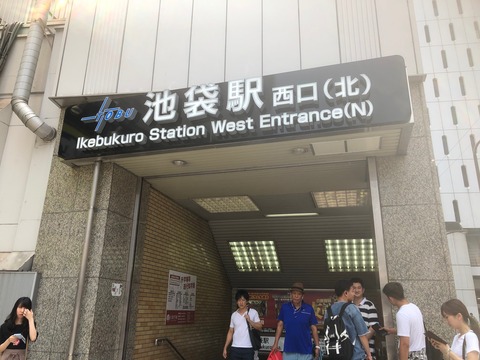 TOBU 池袋駅 西口(北)
Ikebukuro Station West Entrance(N)